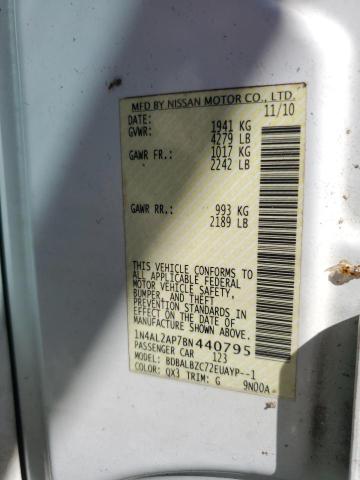 MFD BY NISSAN MOTOR CO., LTD.
DATE: 11/10
GVWR: 1941 KG
4279 LB
GAWR FR.: 1017 KG
2242 LB
GAWR RR.: 993 KG
2189 LB
THIS VEHICLE CONFORMS TO
ALL APPLICABLE FEDERAL
MOTOR VEHICLE SAFETY,
BUMPER, AND THEFT
PREVENTION STANDARDS IN
EFFECT ON THE DATE OF
MANUFACTURE SHOWN ABOVE.
1N4AL2AP7BN440795
PASSENGER CAR 123
MODEL: BDBALBZC72EUAYP--1
COLOR: QX3 TRIM: G 9N00A